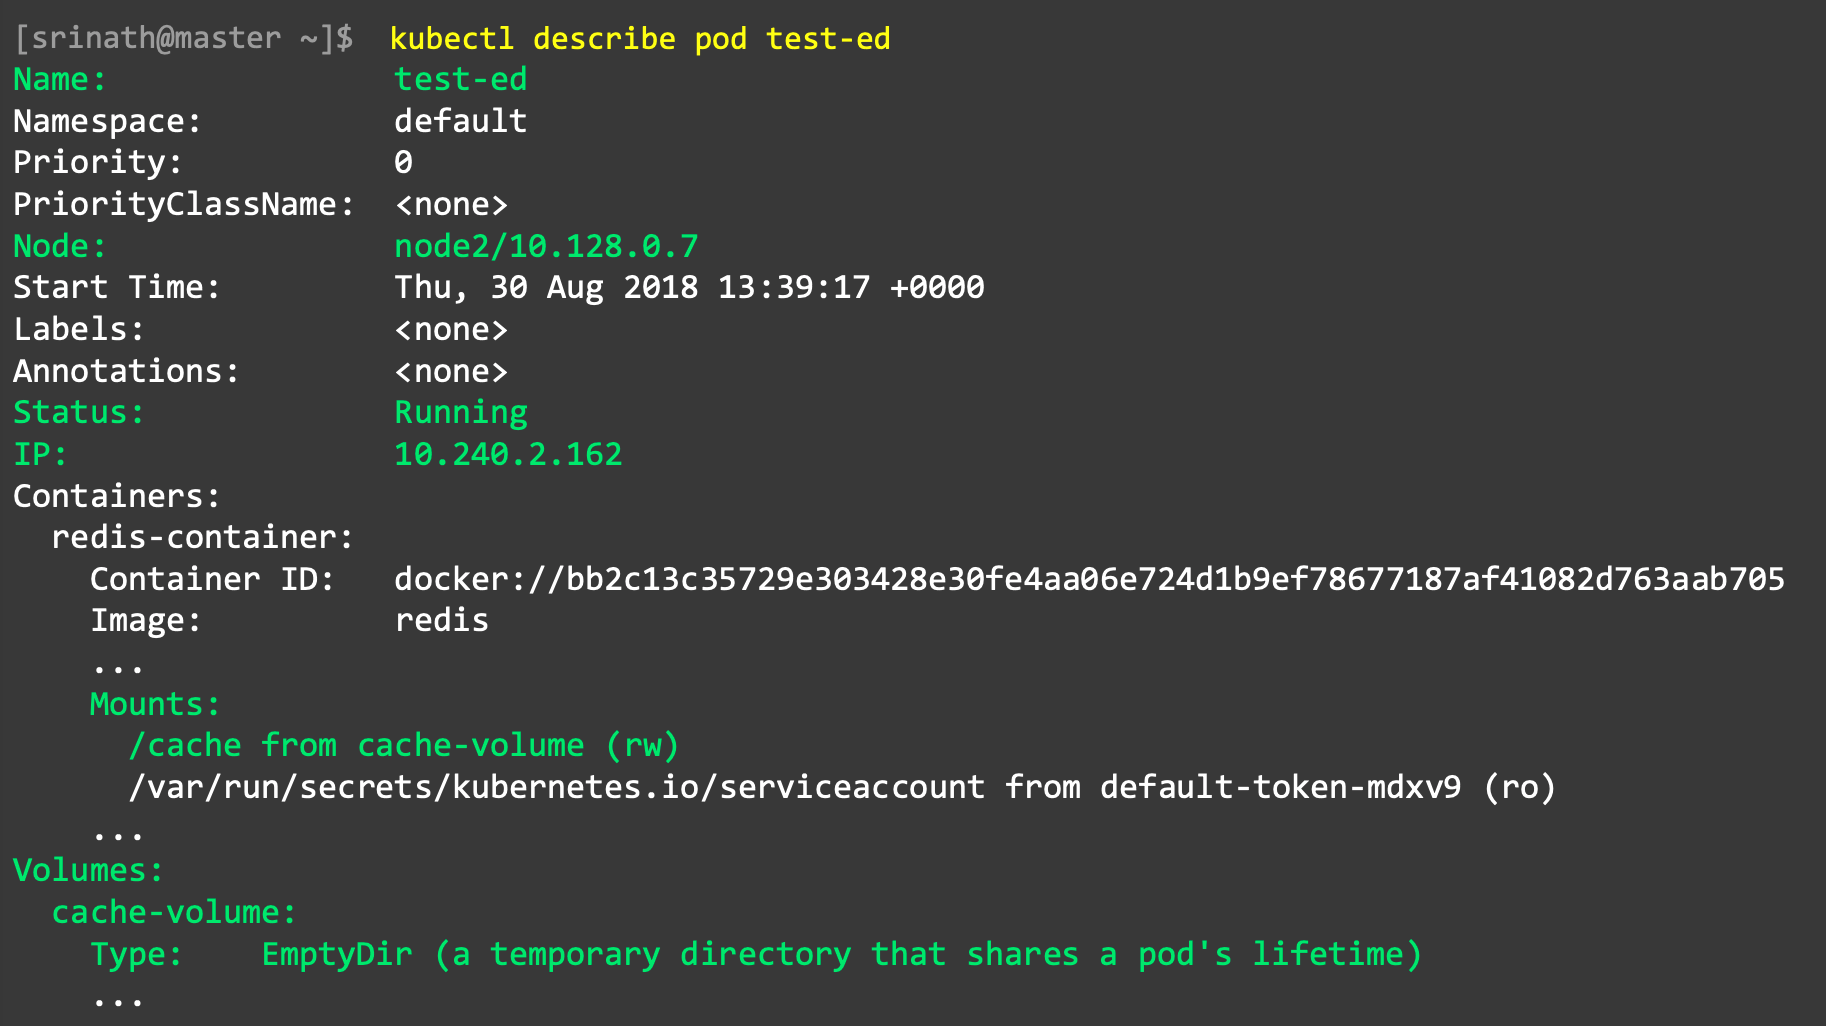 [srinath@master ~]$ kubectl describe pod test-ed
Name: test-ed
Namespace: default
Priority: 0
PriorityClassName: <none>
Node: node2/10.128.0.7
Start Time: Thu, 30 Aug 2018 13:39:17 +0000
Labels: <none>
Annotations: <none>
Status: Running
IP: 10.240.2.162
Containers:
redis-container:
Container ID: docker://bb2c13c35729e303428e30fe4aa06e724d1b9ef78677187af41082d763aab705
Image: redis
...
Mounts:
/cache from cache-volume (rw)
/var/run/secrets/kubernetes.io/serviceaccount from default-token-mdxv9 (ro)
...
Volumes:
cache-volume:
Type: EmptyDir (a temporary directory that shares a pod's lifetime)
...